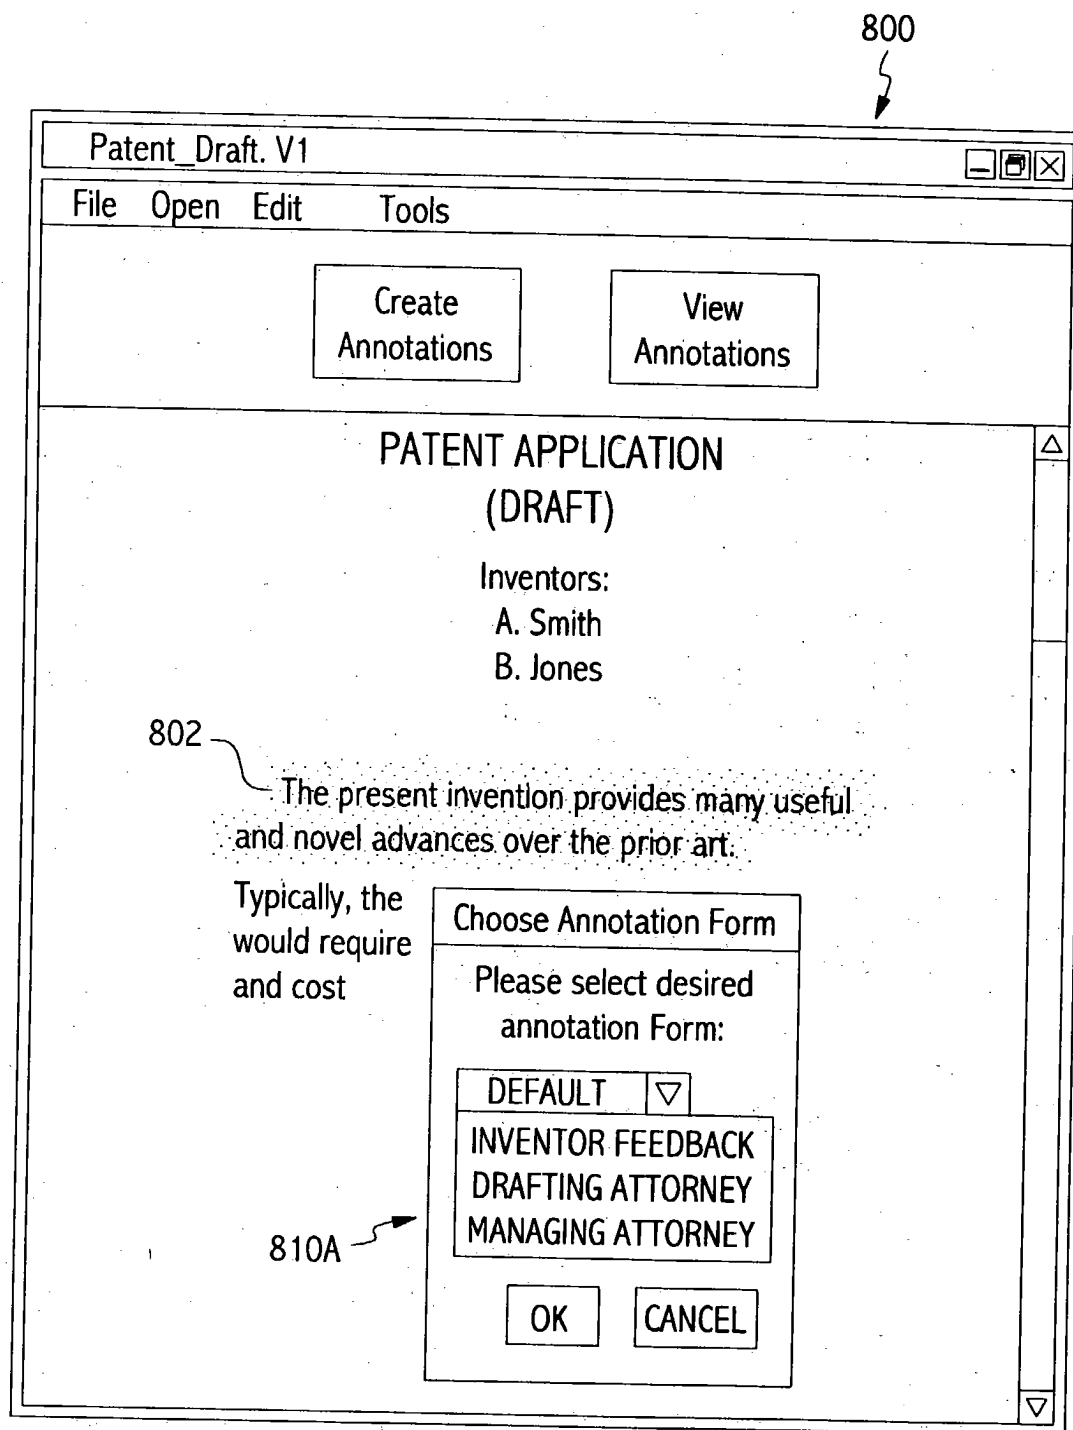 800
Patent_Draft. V1
File Open Edit Tools
Create
Annotations
View
Annotations
PATENT APPLICATION
(DRAFT)
Inventors:
A. Smith
B. Jones
802
The present invention provides many useful
and novel advances over the prior art.
Typically, the
would require
and cost
Choose Annotation Form
Please select desired
annotation Form:
DEFAULT
INVENTOR FEEDBACK
DRAFTING ATTORNEY
MANAGING ATTORNEY
810A
OK CANCEL